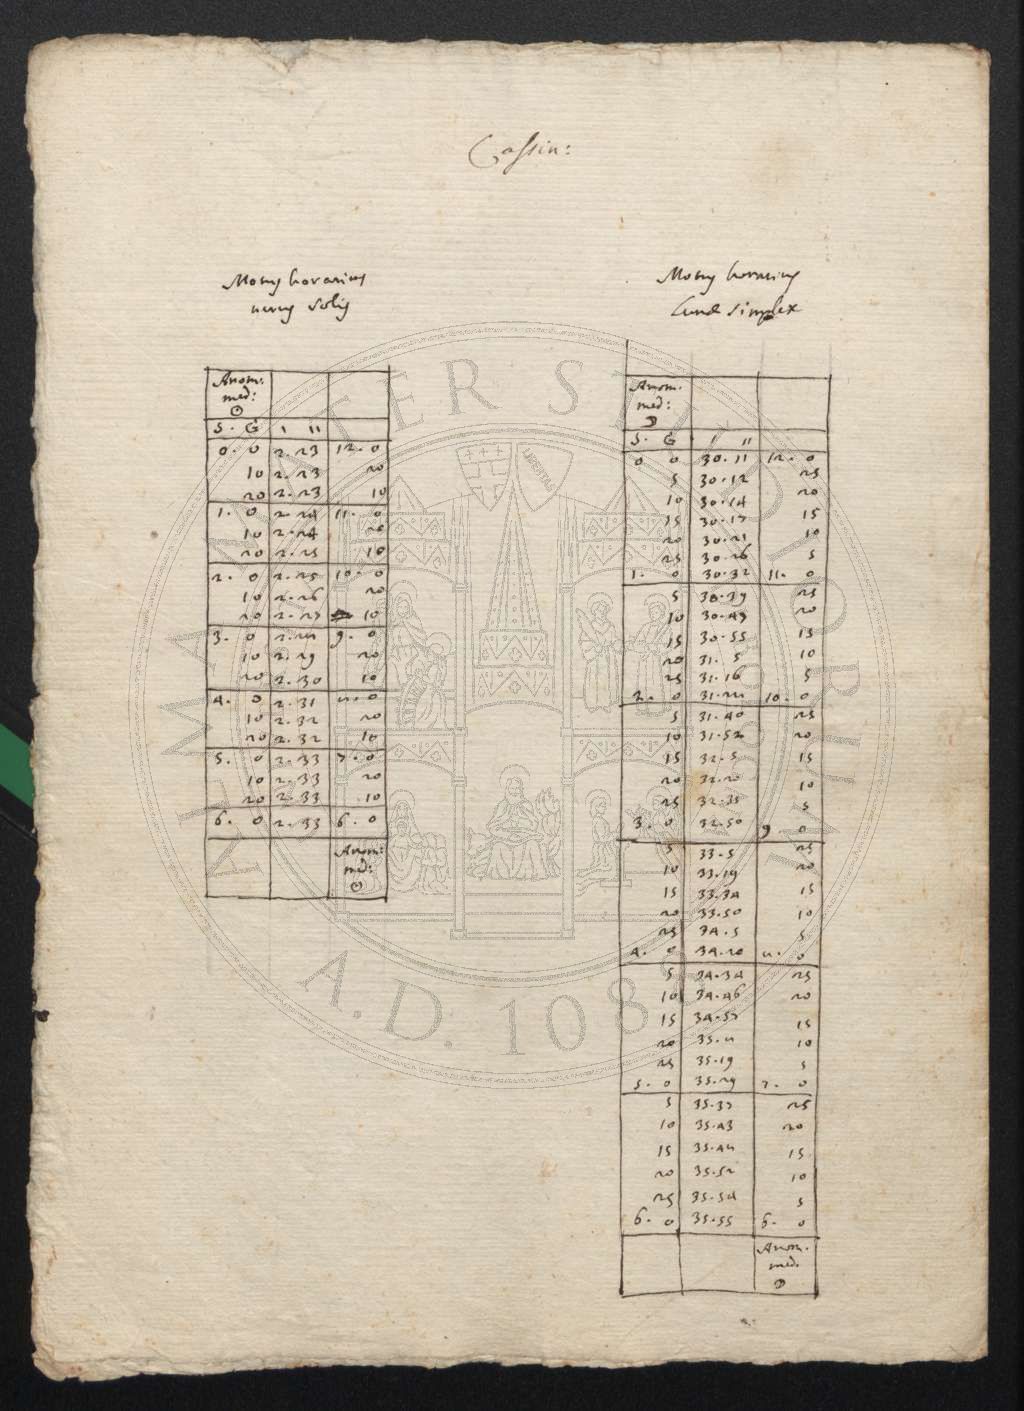 Cassin:
Motus horarius
verus Solis
Anom:
med:
☉
S. G ' ''
0. 0 2.23 12. 0
10 2.23 20
20 2.23 10
1. 0 2.24 11. 0
10 2.24 20
20 2.25 10
2. 0 2.25 10. 0
10 2.26 20
20 2.27 10
3. 0 2.28 9. 0
10 2.29 20
20 2.30 10
4. 0 2.31 8. 0
10 2.32 20
20 2.32 10
5. 0 2.33 7. 0
10 2.33 20
20 2.33 10
6. 0 2.33 6. 0
Anom:
med:
☉
Motus horarius
Lunæ simplex
Anom.
med:
☽
S. G ' ''
0 0 30.11 12. 0
5 30.12 25
10 30.14 20
15 30.17 15
20 30.21 10
25 30.26 5
1. 0 30.32 11. 0
5 30.39 25
10 30.47 20
15 30.55 15
20 31. 5 10
25 31.16 5
2. 0 31.28 10. 0
5 31.40 25
10 31.52 20
15 32. 5 15
20 32.20 10
25 32.35 5
3. 0 32.50 9. 0
5 33.5 25
10 33.19 20
15 33.34 15
20 33.50 10
25 34.5 5
4. 0 34.20 8. 0
5 34.34 25
10 34.46 20
15 34.57 15
20 35.8 10
25 35.19 5
5. 0 35.29 7. 0
5 35.37 25
10 35.43 20
15 35.48 15
20 35.52 10
25 35.54 5
6. 0 35.55 6. 0
Anom.
med.
☽
ALMA MATER STUDIORUM
A.D. 1088
LIBERTAS